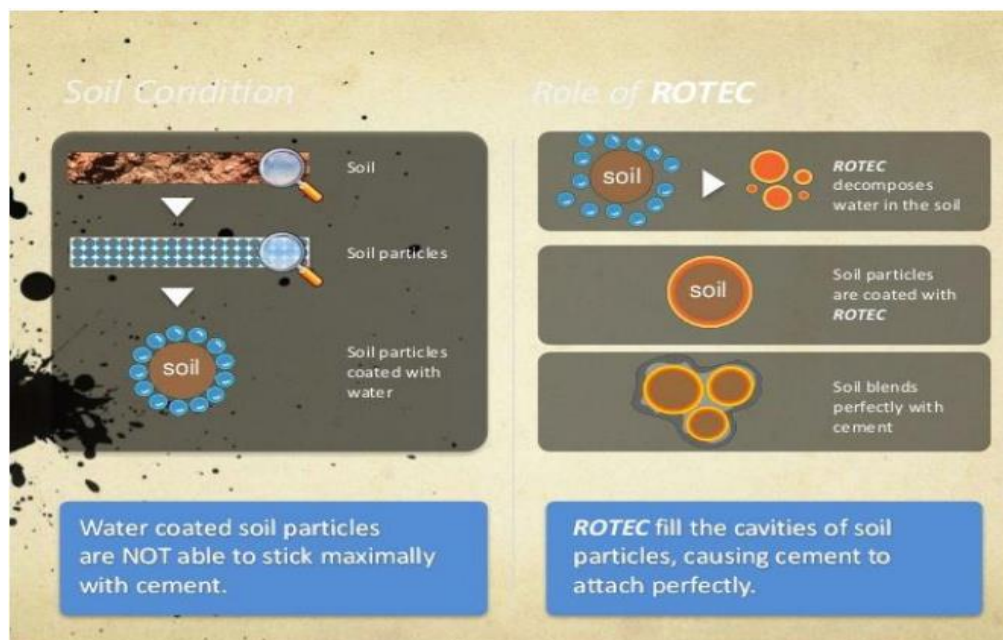 Soil Condition
Soil
Soil particles
soil
Soil particles
coated with
water
Water coated soil particles
are NOT able to stick maximally
with cement.
Role of ROTEC
soil
ROTEC
decomposes
water in the soil
soil
Soil particles
are coated with
ROTEC
Soil blends
perfectly with
cement
ROTEC fill the cavities of soil
particles, causing cement to
attach perfectly.